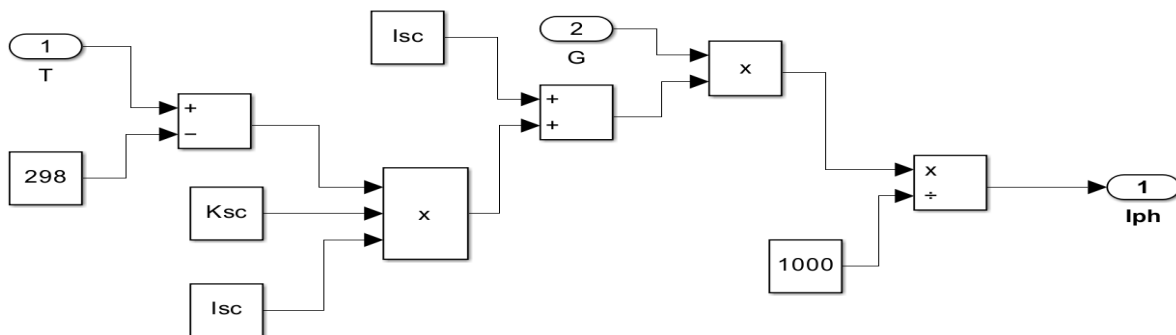 1
T
298
+
−
Ksc
Isc
x
Isc
+
+
2
G
x
x
÷
1000
1
Iph